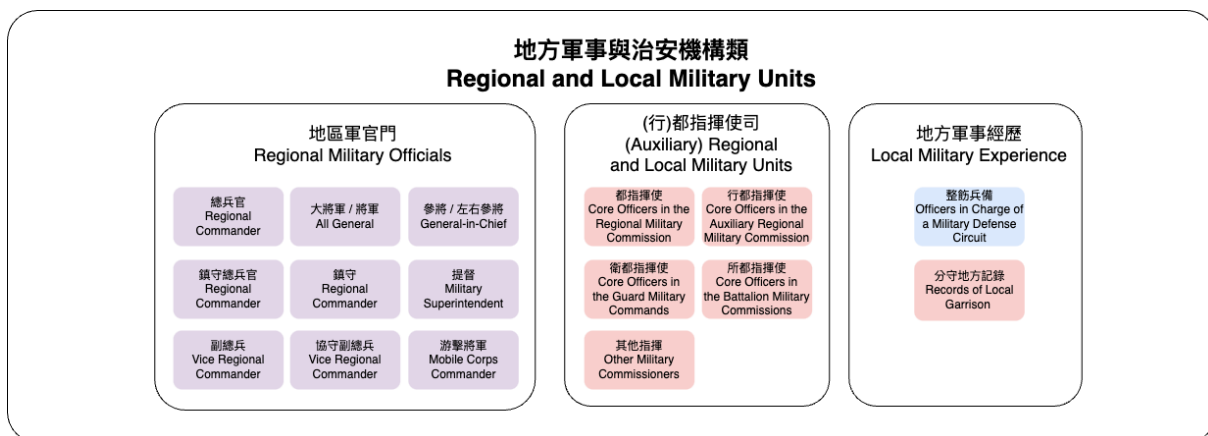 地方軍事與治安機構類
Regional and Local Military Units
地區軍官門
Regional Military Officials
總兵官
Regional
Commander
大將軍 / 將軍
All General
參將 / 左右參將
General-in-Chief
鎮守總兵官
Regional
Commander
鎮守
Regional
Commander
提督
Military
Superintendent
副總兵
Vice Regional
Commander
協守副總兵
Vice Regional
Commander
游擊將軍
Mobile Corps
Commander
(行)都指揮使司
(Auxiliary) Regional
and Local Military Units
都指揮使
Core Officers in the
Regional Military
Commission
行都指揮使
Core Officers in the
Auxiliary Regional
Military Commission
衛都指揮使
Core Officers in
the Guard Military
Commands
所都指揮使
Core Officers in
the Battalion Military
Commissions
其他指揮
Other Military
Commissioners
地方軍事經歷
Local Military Experience
整飭兵備
Officers in Charge of
a Military Defense
Circuit
分守地方記錄
Records of Local
Garrison